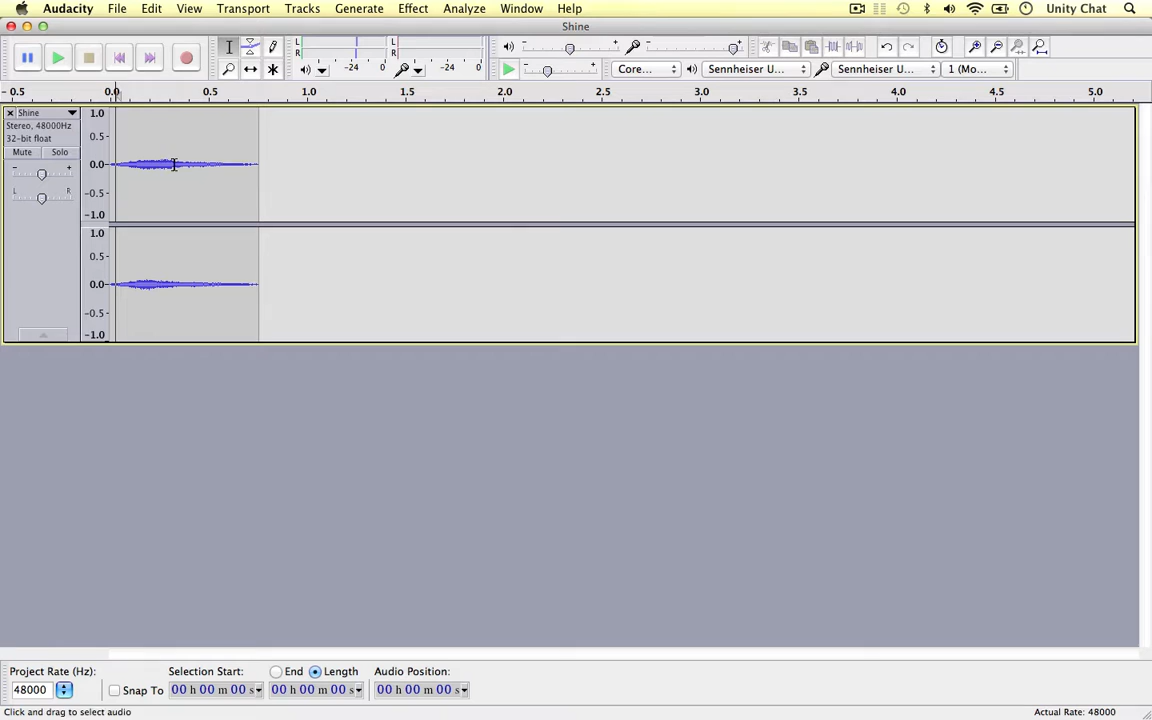 Audacity File Edit View Transport Tracks Generate Effect Analyze Window Help Unity Chat
Shine
L R -24 0 -24 0 L R
Core... Sennheiser U... Sennheiser U... 1 (Mo...
- 0.5 0.0 0.5 1.0 1.5 2.0 2.5 3.0 3.5 4.0 4.5 5.0
Shine
Stereo, 48000Hz
32-bit float
Mute Solo
- +
L R
1.0
0.5
0.0
-0.5
-1.0
1.0
0.5
0.0
-0.5
-1.0
Project Rate (Hz): Selection Start: End Length Audio Position:
48000 Snap To 00 h 00 m 00 s 00 h 00 m 00 s 00 h 00 m 00 s
Click and drag to select audio Actual Rate: 48000